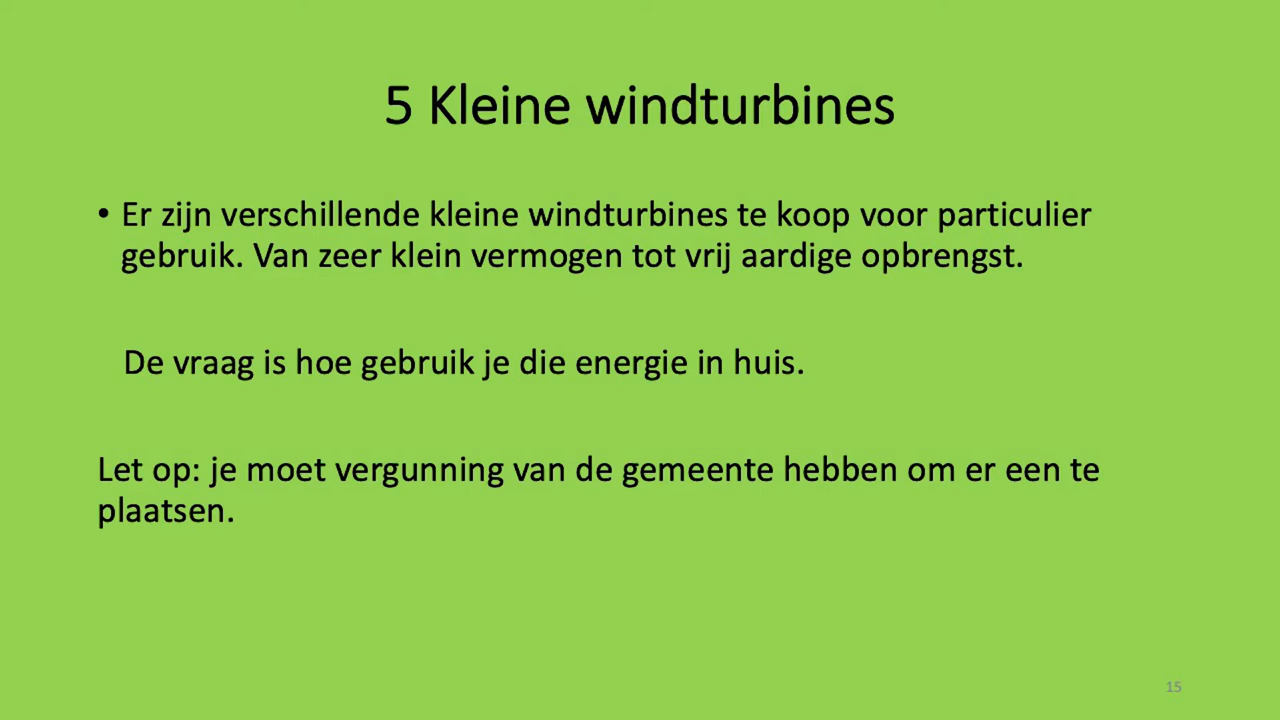 5 Kleine windturbines
• Er zijn verschillende kleine windturbines te koop voor particulier
gebruik. Van zeer klein vermogen tot vrij aardige opbrengst.
De vraag is hoe gebruik je die energie in huis.
Let op: je moet vergunning van de gemeente hebben om er een te
plaatsen.
15